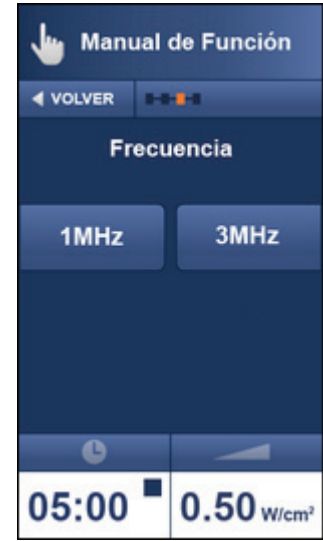 Manual de Función
VOLVER
Frecuencia
1MHz 3MHz
05:00 0.50 W/cm²